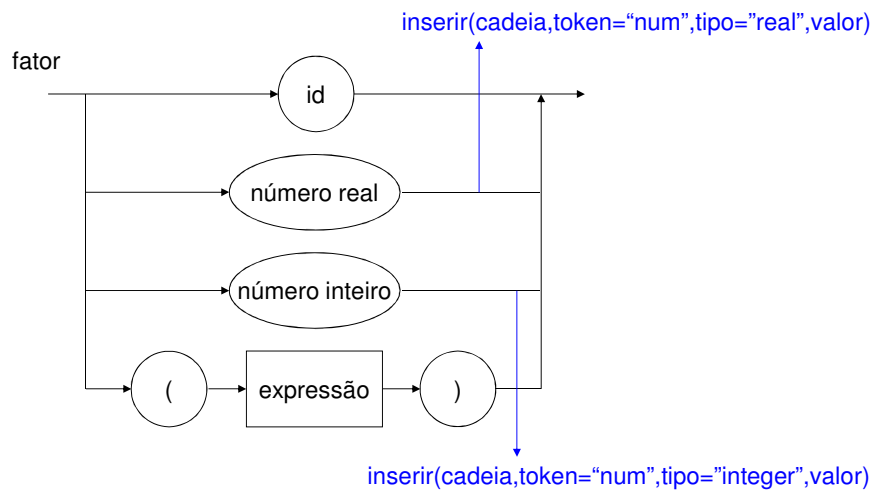 inserir(cadeia,token=“num”,tipo=”real”,valor)
fator
id
número real
número inteiro
( expressão )
inserir(cadeia,token=“num”,tipo=”integer”,valor)